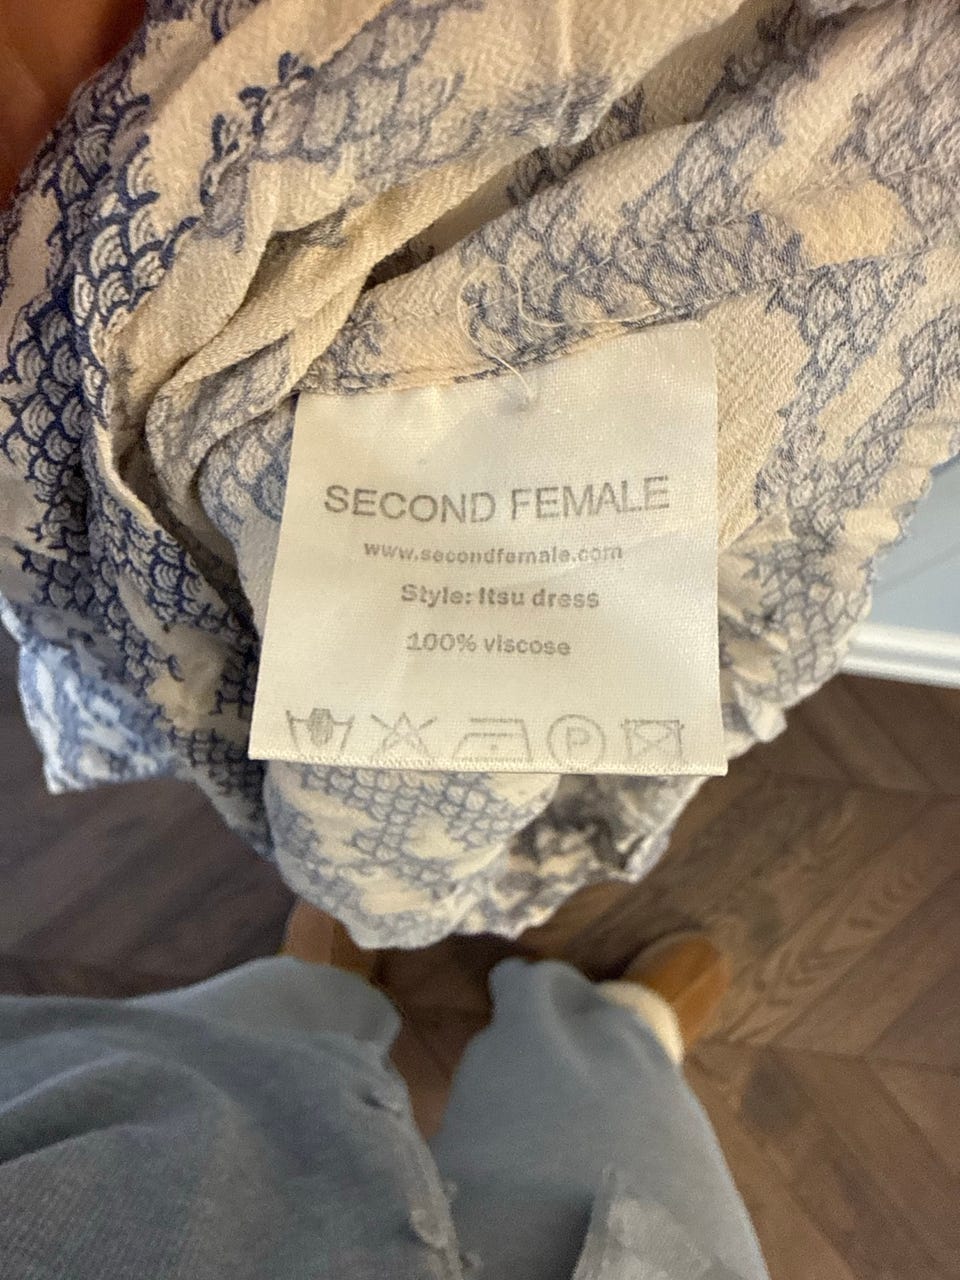 SECOND FEMALE
www.secondfemale.com
Style: Itsu dress
100% viscose
P